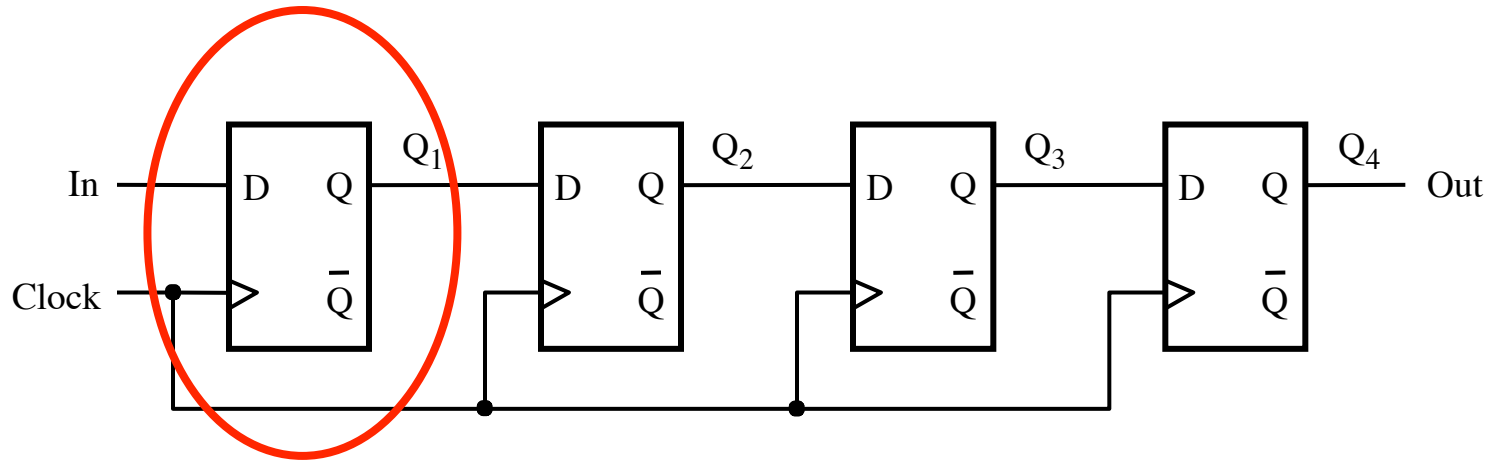 Q₁ Q₂ Q₃ Q₄
In D Q D Q D Q D Q Out
Clock Q̅ Q̅ Q̅ Q̅